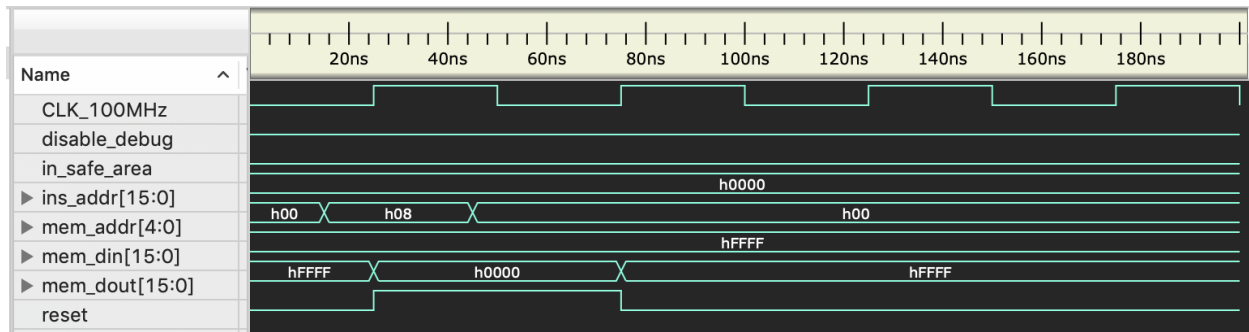 20ns 40ns 60ns 80ns 100ns 120ns 140ns 160ns 180ns
Name ^
CLK_100MHz
disable_debug
in_safe_area
h0000
ins_addr[15:0]
h00 h08 h00
mem_addr[4:0]
hFFFF
mem_din[15:0]
hFFFF h0000 hFFFF
mem_dout[15:0]
reset